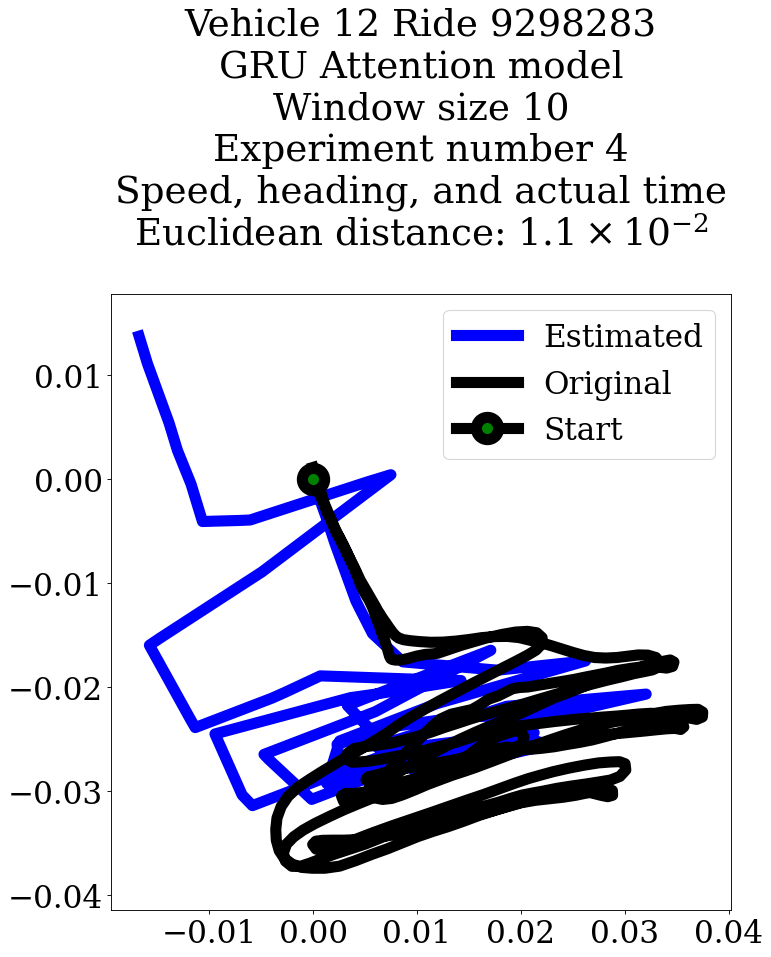 Vehicle 12 Ride 9298283
GRU Attention model
Window size 10
Experiment number 4
Speed, heading, and actual time
Euclidean distance: 1.1 × 10⁻²
Estimated
Original
Start
0.01
0.00
−0.01
−0.02
−0.03
−0.04
−0.01 0.00 0.01 0.02 0.03 0.04